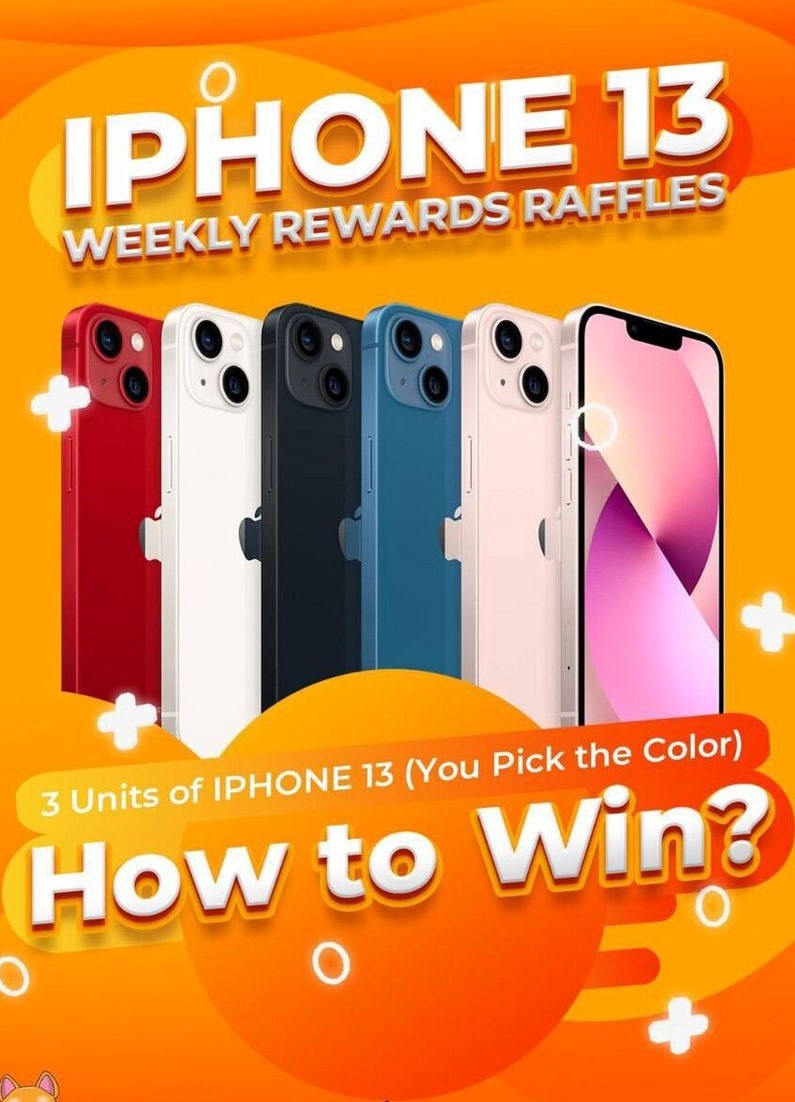 IPHONE 13
WEEKLY REWARDS RAFFLES
3 Units of IPHONE 13 (You Pick the Color)
How to Win?